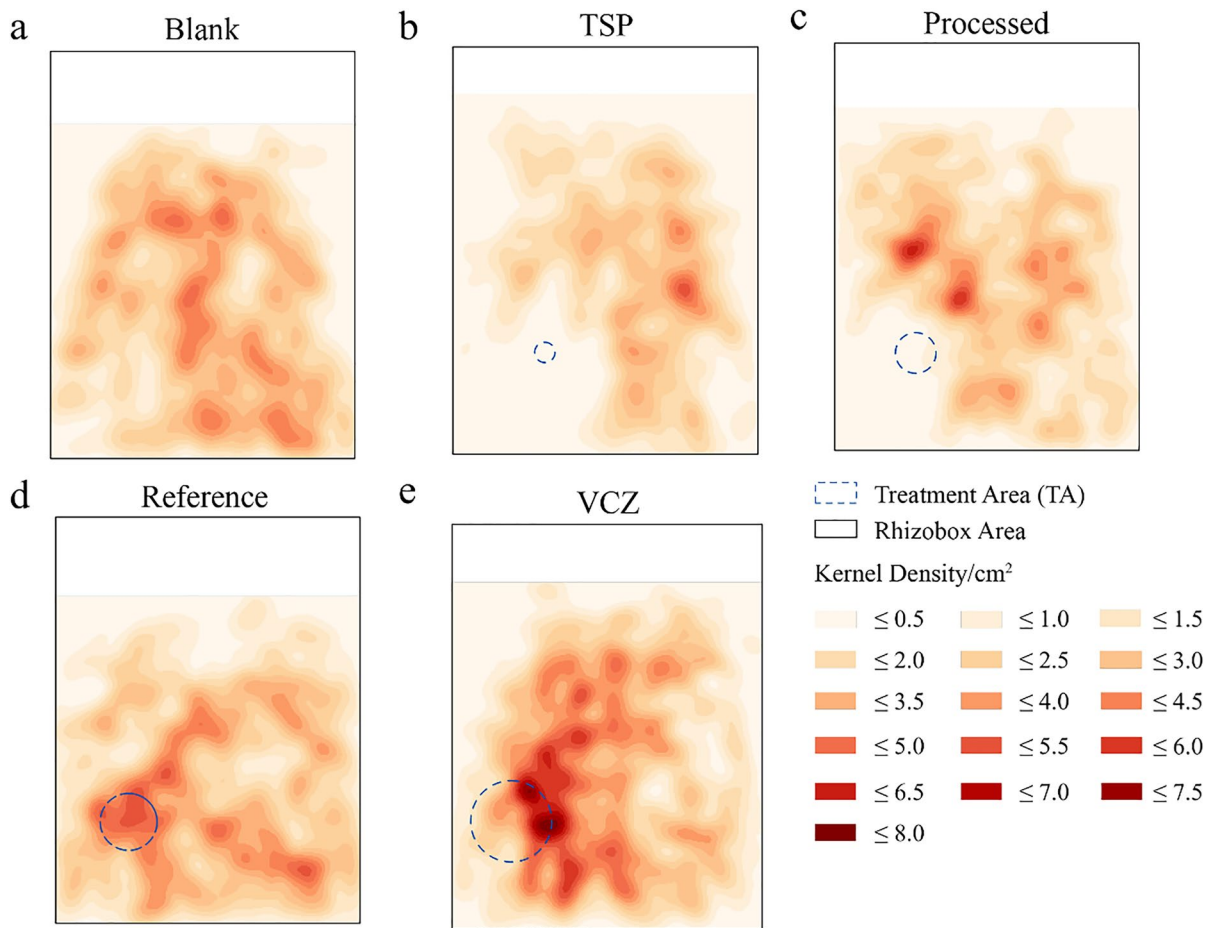 a
Blank
b
TSP
c
Processed
d
Reference
e
VCZ
Treatment Area (TA)
Rhizobox Area
Kernel Density/cm²
≤ 0.5 ≤ 1.0 ≤ 1.5
≤ 2.0 ≤ 2.5 ≤ 3.0
≤ 3.5 ≤ 4.0 ≤ 4.5
≤ 5.0 ≤ 5.5 ≤ 6.0
≤ 6.5 ≤ 7.0 ≤ 7.5
≤ 8.0